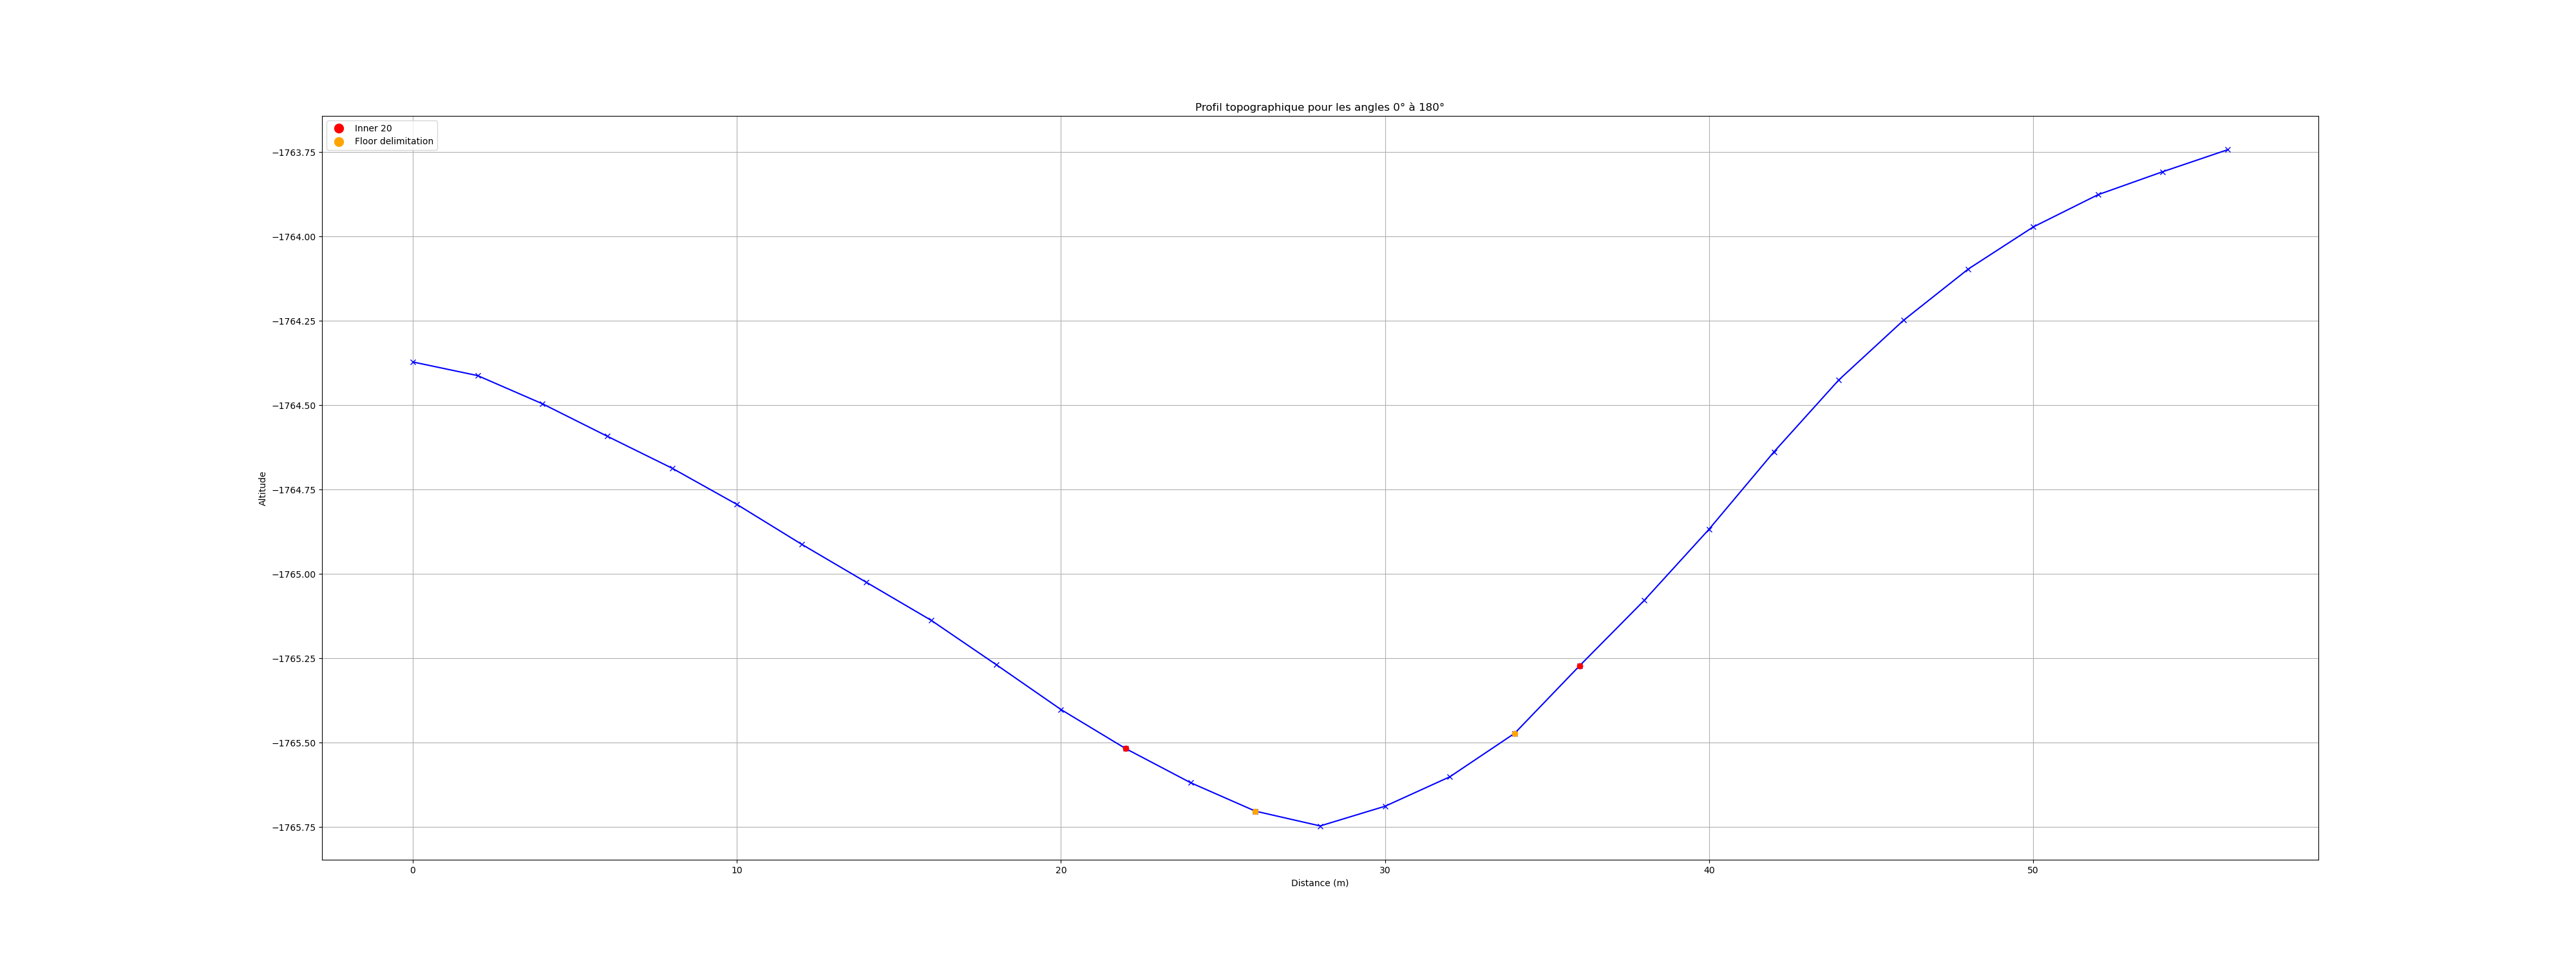 Profil topographique pour les angles 0° à 180°
Inner 20
Floor delimitation
−1763.75
−1764.00
−1764.25
−1764.50
−1764.75
−1765.00
−1765.25
−1765.50
−1765.75
Altitude
0 10 20 30 40 50
Distance (m)